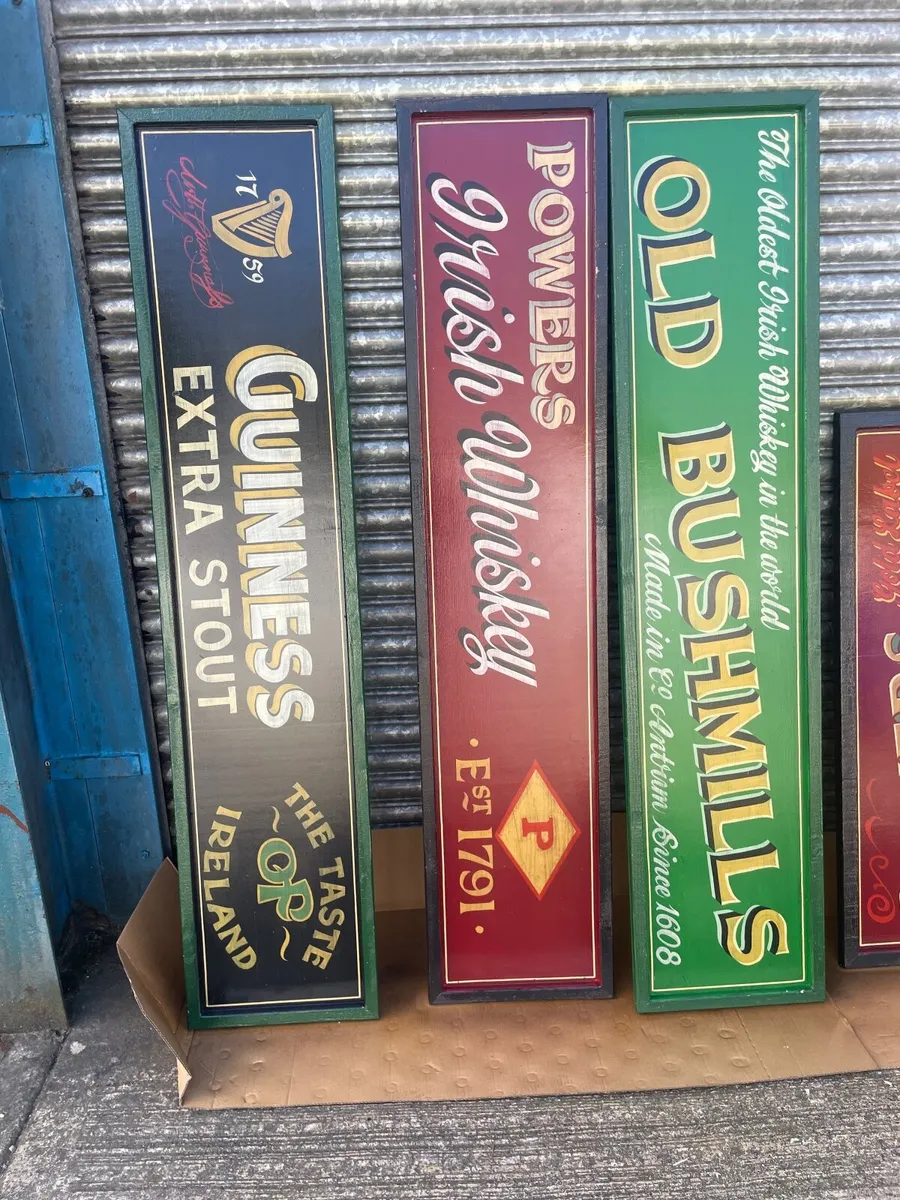 17 59
GUINNESS
EXTRA STOUT
THE TASTE
OF
IRELAND
POWERS
Irish Whiskey
· EST 1791 ·
P
The Oldest Irish Whiskey in the world
OLD BUSHMILLS
Made in Co Antrim Since 1608